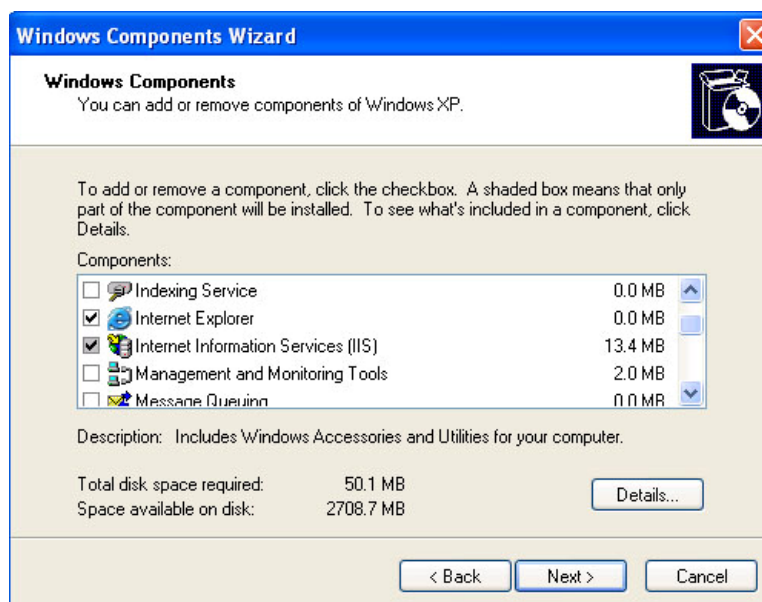 Windows Components Wizard
Windows Components
You can add or remove components of Windows XP.
To add or remove a component, click the checkbox. A shaded box means that only
part of the component will be installed. To see what's included in a component, click
Details.
Components:
Indexing Service 0.0 MB
Internet Explorer 0.0 MB
Internet Information Services (IIS) 13.4 MB
Management and Monitoring Tools 2.0 MB
Message Queuing 0.0 MB
Description: Includes Windows Accessories and Utilities for your computer.
Total disk space required: 50.1 MB
Space available on disk: 2708.7 MB
Details...
< Back Next > Cancel